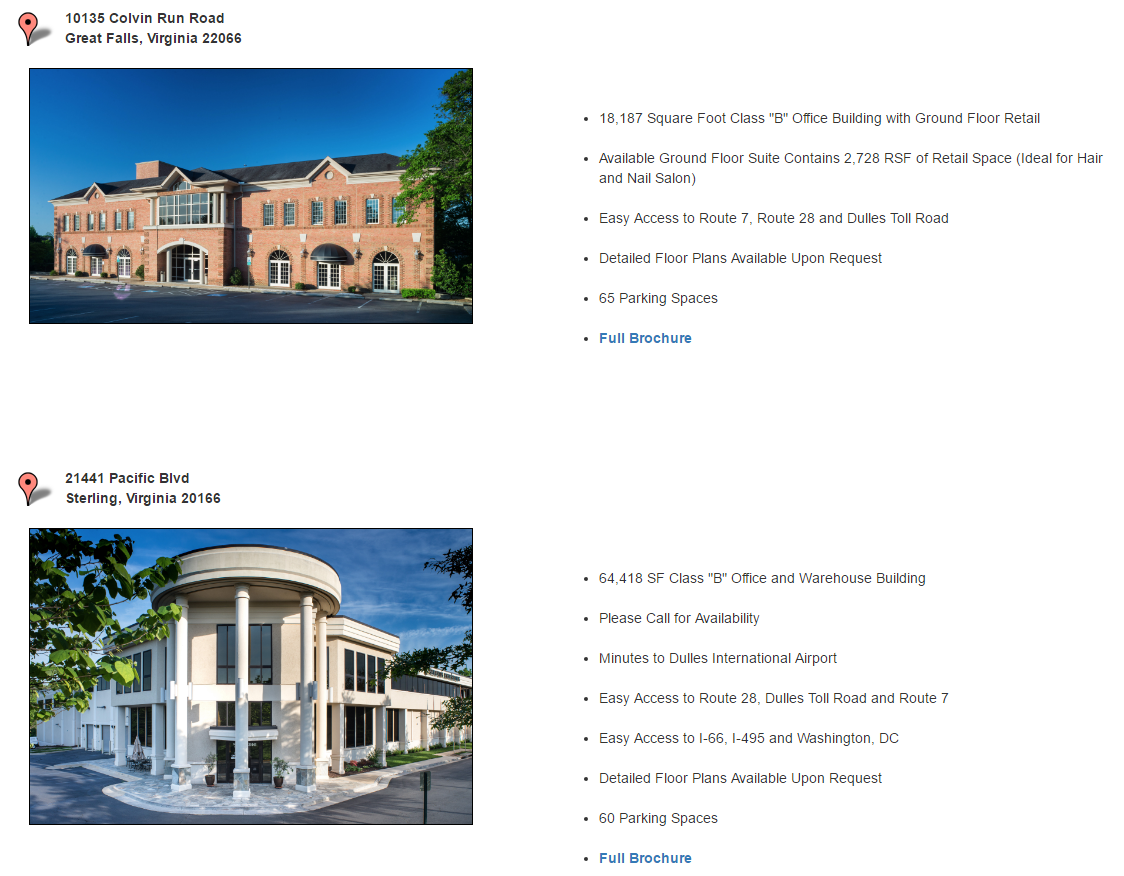 10135 Colvin Run Road
Great Falls, Virginia 22066
18,187 Square Foot Class "B" Office Building with Ground Floor Retail
Available Ground Floor Suite Contains 2,728 RSF of Retail Space (Ideal for Hair
and Nail Salon)
Easy Access to Route 7, Route 28 and Dulles Toll Road
Detailed Floor Plans Available Upon Request
65 Parking Spaces
Full Brochure
21441 Pacific Blvd
Sterling, Virginia 20166
64,418 SF Class "B" Office and Warehouse Building
Please Call for Availability
Minutes to Dulles International Airport
Easy Access to Route 28, Dulles Toll Road and Route 7
Easy Access to I-66, I-495 and Washington, DC
Detailed Floor Plans Available Upon Request
60 Parking Spaces
Full Brochure